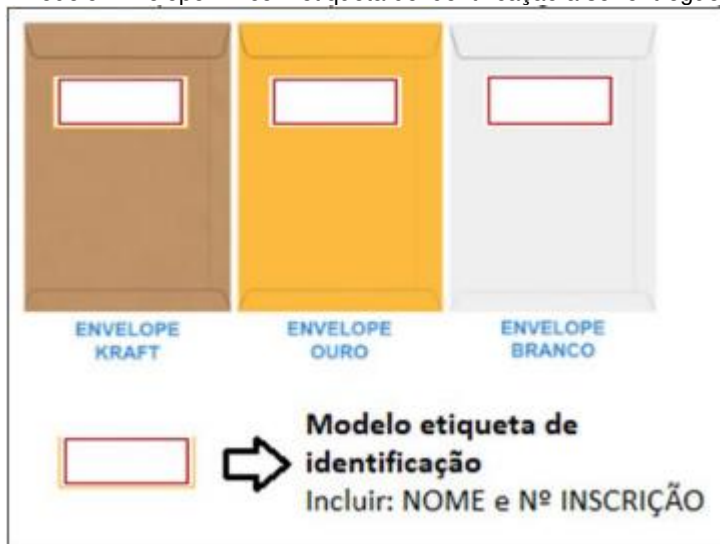 ENVELOPE KRAFT
ENVELOPE OURO
ENVELOPE BRANCO
Modelo etiqueta de
identificação
Incluir: NOME e Nº INSCRIÇÃO